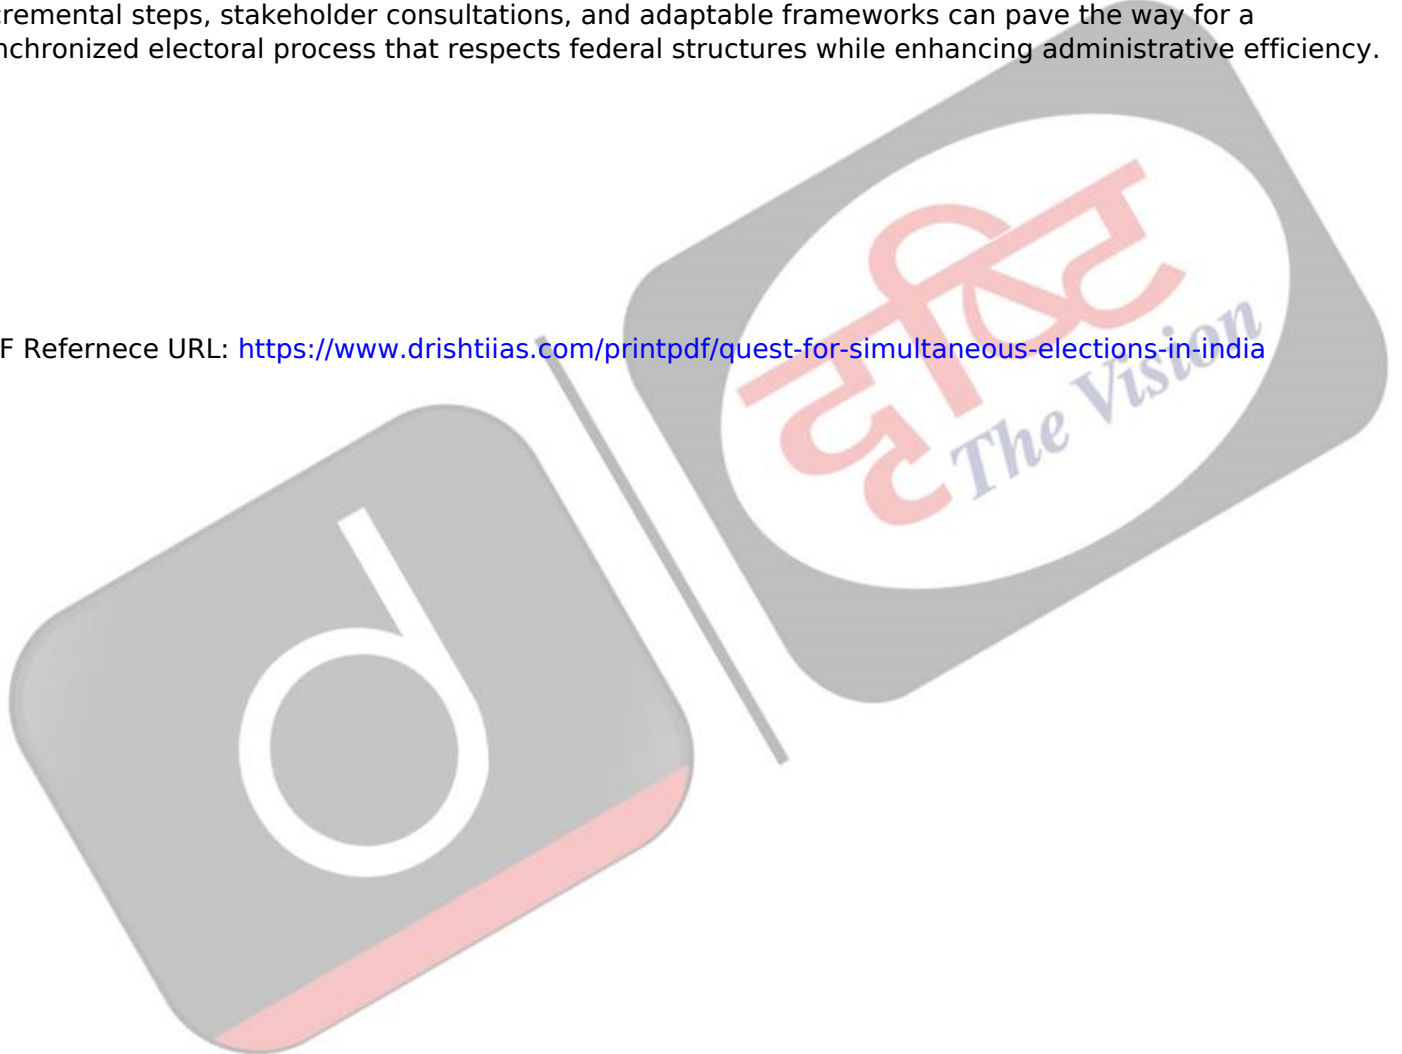 cremental steps, stakeholder consultations, and adaptable frameworks can pave the way for a
nchronized electoral process that respects federal structures while enhancing administrative efficiency.
F Refernece URL: https://www.drishtiias.com/printpdf/quest-for-simultaneous-elections-in-india
दृष्टि
The Vision
d